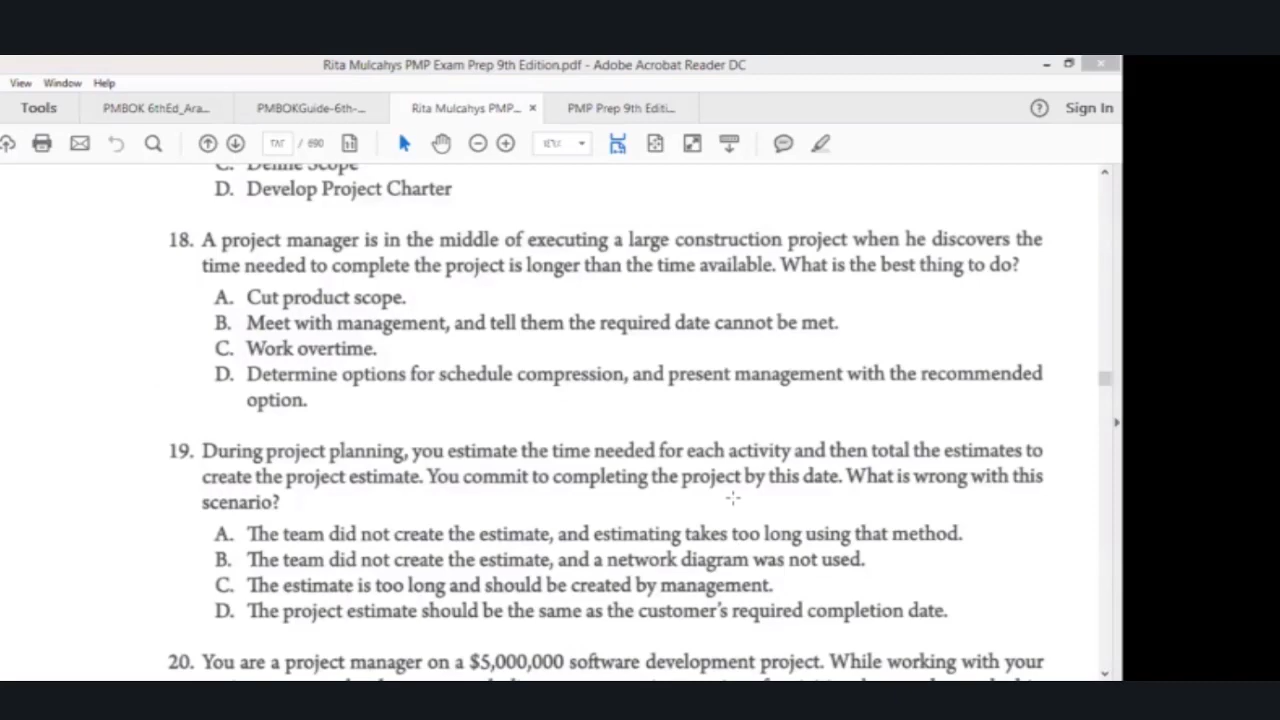 Rita Mulcahys PMP Exam Prep 9th Edition.pdf - Adobe Acrobat Reader DC
View Window Help
Tools PMBOK 6thEd_Ara... PMBOKGuide-6th-... Rita Mulcahys PMP... × PMP Prep 9th Editi... Sign In
C. Define Scope
D. Develop Project Charter
18. A project manager is in the middle of executing a large construction project when he discovers the
time needed to complete the project is longer than the time available. What is the best thing to do?
A. Cut product scope.
B. Meet with management, and tell them the required date cannot be met.
C. Work overtime.
D. Determine options for schedule compression, and present management with the recommended
option.
19. During project planning, you estimate the time needed for each activity and then total the estimates to
create the project estimate. You commit to completing the project by this date. What is wrong with this
scenario?
A. The team did not create the estimate, and estimating takes too long using that method.
B. The team did not create the estimate, and a network diagram was not used.
C. The estimate is too long and should be created by management.
D. The project estimate should be the same as the customer's required completion date.
20. You are a project manager on a $5,000,000 software development project. While working with your